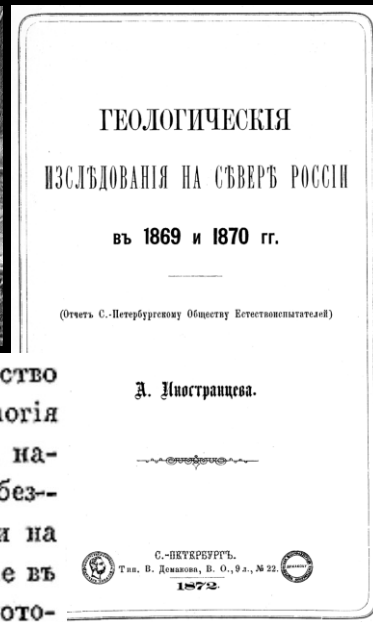 ГЕОЛОГИЧЕСКІЯ
ИЗСЛѢДОВАНІЯ НА СѢВЕРѢ РОССІИ
въ 1869 и 1870 гг.
(Отчетъ С.-Петербургскому Обществу Естествоиспытателей)
А. Иностранцева.
С.-ПЕТЕРБУРГЪ.
Тип. В. Демакова, В. О., 9 л., № 22.
1872.
ство
логія
на-
без--
и на
е въ
ото-